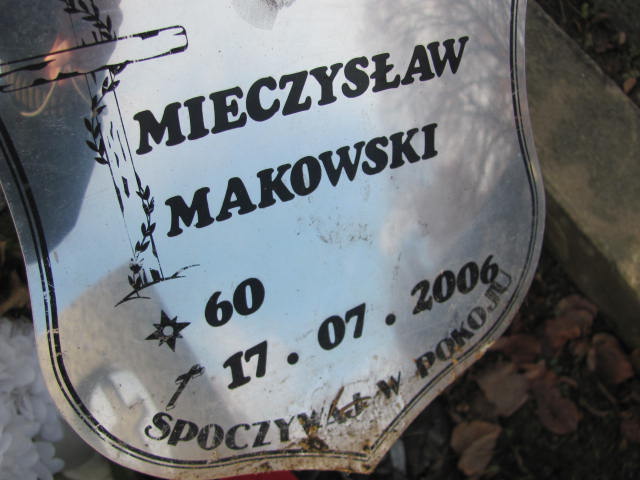 MIECZYSŁAW
MAKOWSKI
60
17 . 07 . 2006
SPOCZYWAJ W POKOJU